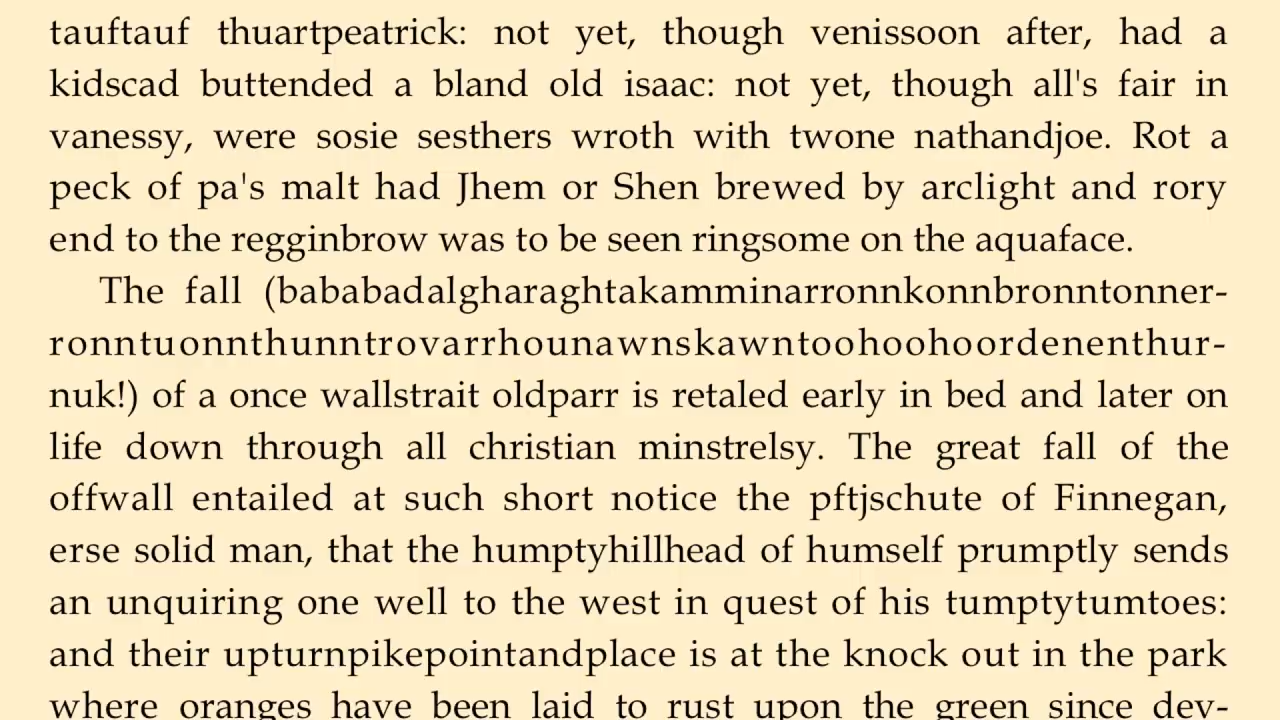 tauftauf thuartpeatrick: not yet, though venissoon after, had a
kidscad buttended a bland old isaac: not yet, though all's fair in
vanessy, were sosie sesthers wroth with twone nathandjoe. Rot a
peck of pa's malt had Jhem or Shen brewed by arclight and rory
end to the regginbrow was to be seen ringsome on the aquaface.
The fall (bababadalgharaghtakamminarronnkonnbronntonner-
ronntuonnthunntrovarrhounawnskawntoohoohoordenenthur-
nuk!) of a once wallstrait oldparr is retaled early in bed and later on
life down through all christian minstrelsy. The great fall of the
offwall entailed at such short notice the pftjschute of Finnegan,
erse solid man, that the humptyhillhead of humself prumptly sends
an unquiring one well to the west in quest of his tumptytumtoes:
and their upturnpikepointandplace is at the knock out in the park
where oranges have been laid to rust upon the green since dev-